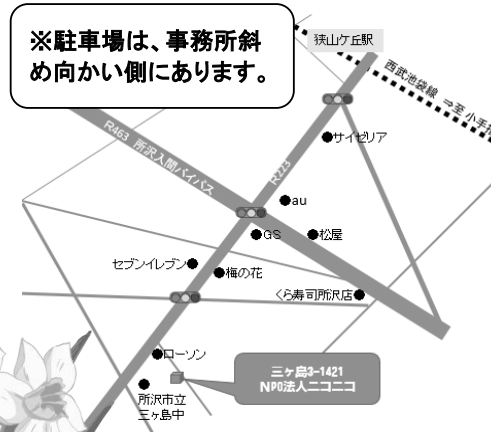 ※駐車場は、事務所斜
め向かい側にあります。
狭山ケ丘駅
西武池袋線 ⇒至 小手指
サイゼリア
R463 所沢入間バイパス
R223
au
GS
松屋
セブンイレブン
梅の花
くら寿司所沢店
ローソン
三ヶ島3-1421
NPO法人ニコニコ
所沢市立
三ヶ島中